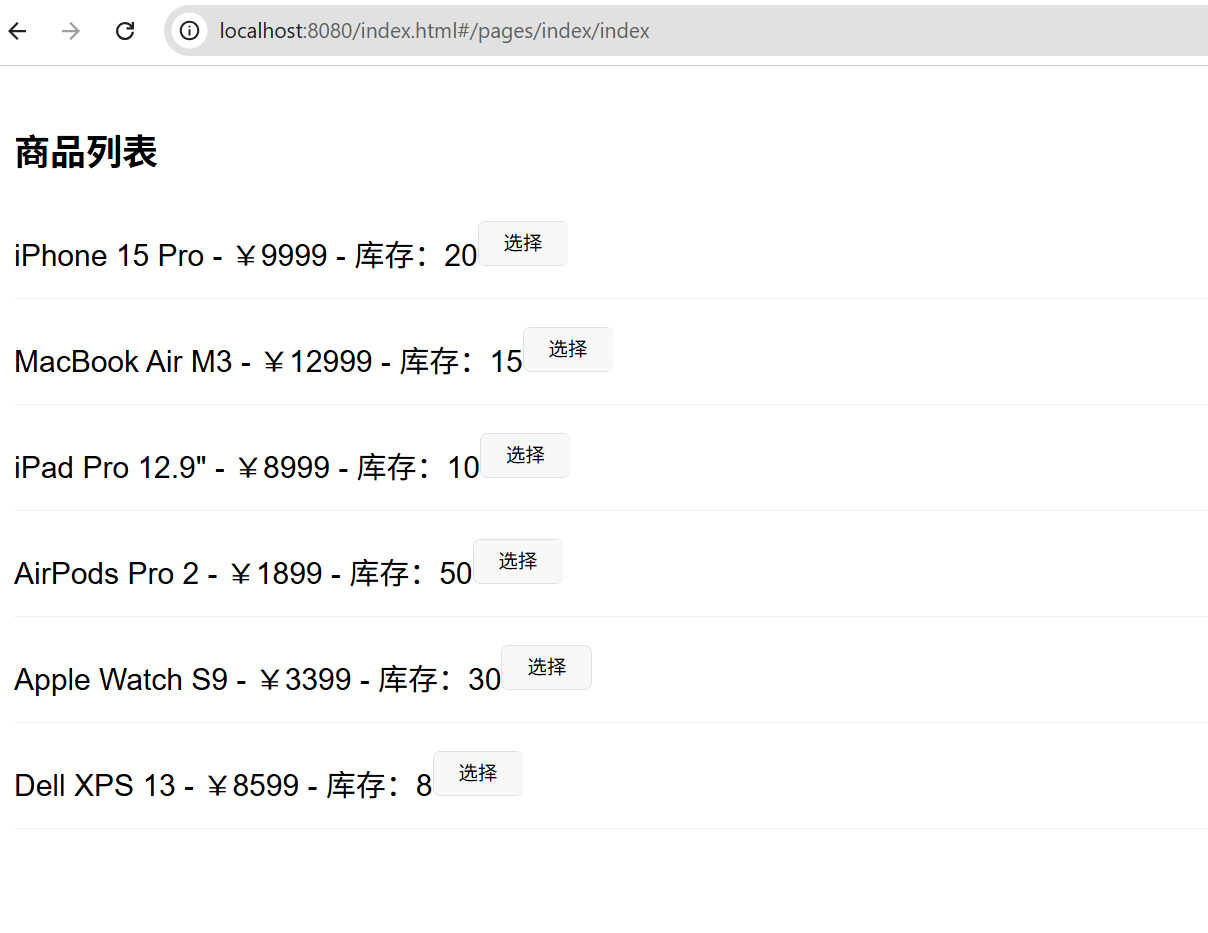 localhost:8080/index.html#/pages/index/index
商品列表
iPhone 15 Pro - ￥9999 - 库存：20 选择
MacBook Air M3 - ￥12999 - 库存：15 选择
iPad Pro 12.9" - ￥8999 - 库存：10 选择
AirPods Pro 2 - ￥1899 - 库存：50 选择
Apple Watch S9 - ￥3399 - 库存：30 选择
Dell XPS 13 - ￥8599 - 库存：8 选择